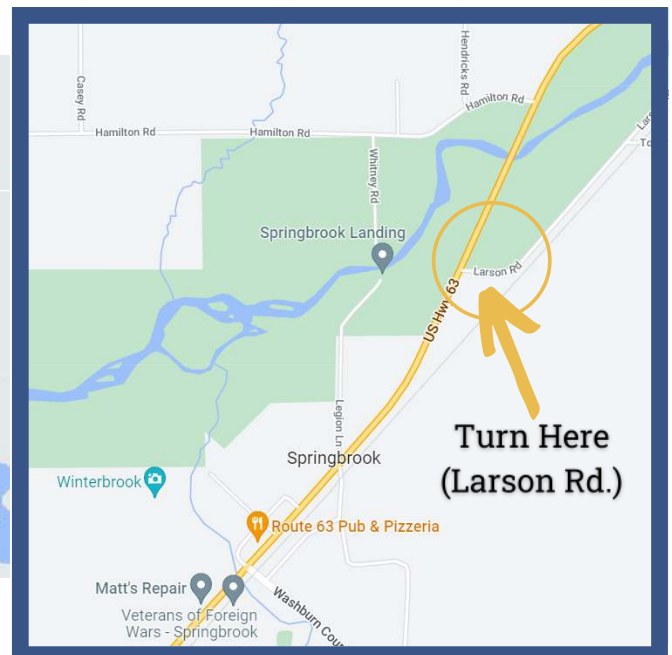 Casey Rd
Hendricks Rd
Hamilton Rd
Hamilton Rd
Hamilton Rd
Whitney Rd
Springbrook Landing
Larson Rd
US Hwy 63
Turn Here
(Larson Rd.)
Legion Ln
Springbrook
Winterbrook
Route 63 Pub & Pizzeria
Matt's Repair
Veterans of Foreign
Wars - Springbrook
Washburn